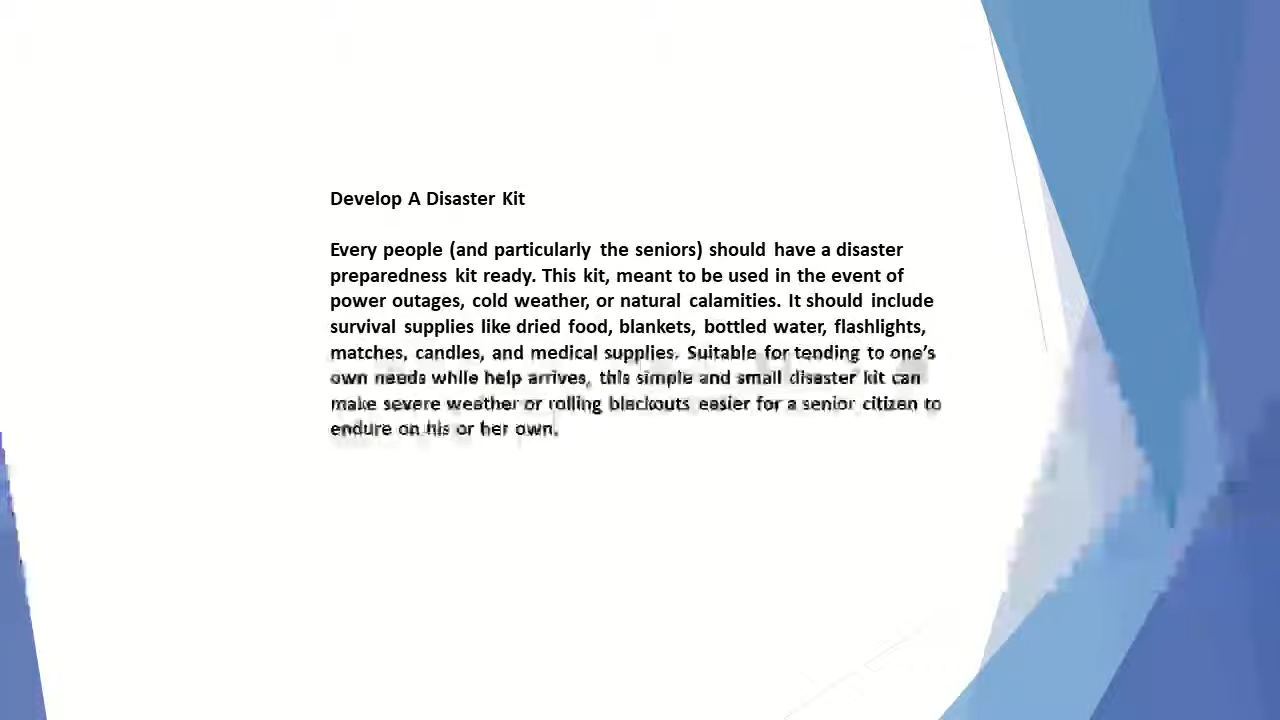 Develop A Disaster Kit
Every people (and particularly the seniors) should have a disaster
preparedness kit ready. This kit, meant to be used in the event of
power outages, cold weather, or natural calamities. It should include
survival supplies like dried food, blankets, bottled water, flashlights,
matches, candles, and medical supplies. Suitable for tending to one’s
own needs while help arrives, this simple and small disaster kit can
make severe weather or rolling blackouts easier for a senior citizen to
endure on his or her own.